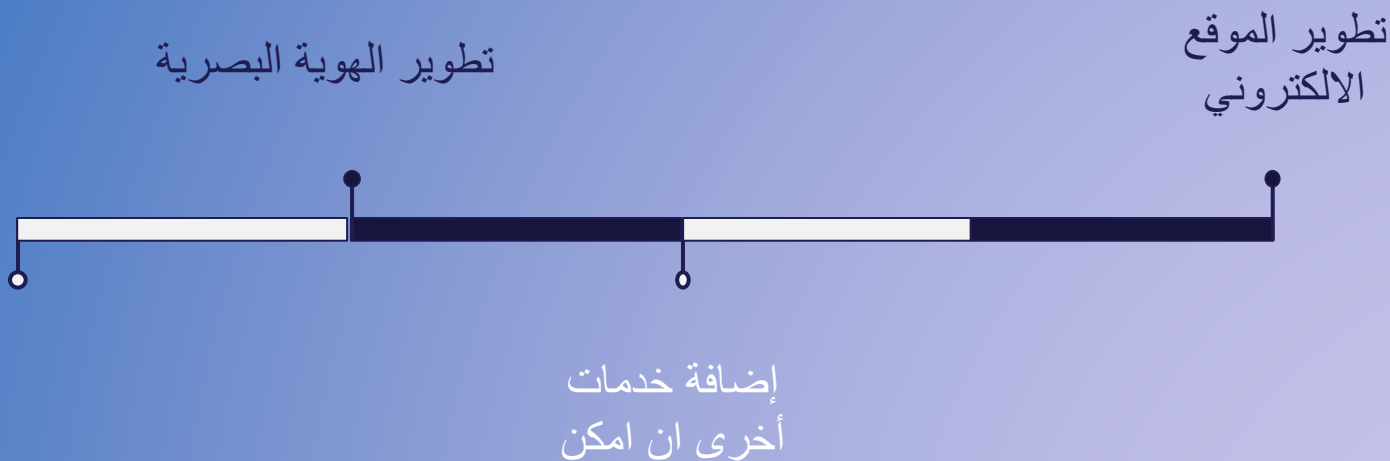 تطوير الموقع
الالكتروني
تطوير الهوية البصرية
إضافة خدمات
أخرى ان امكن